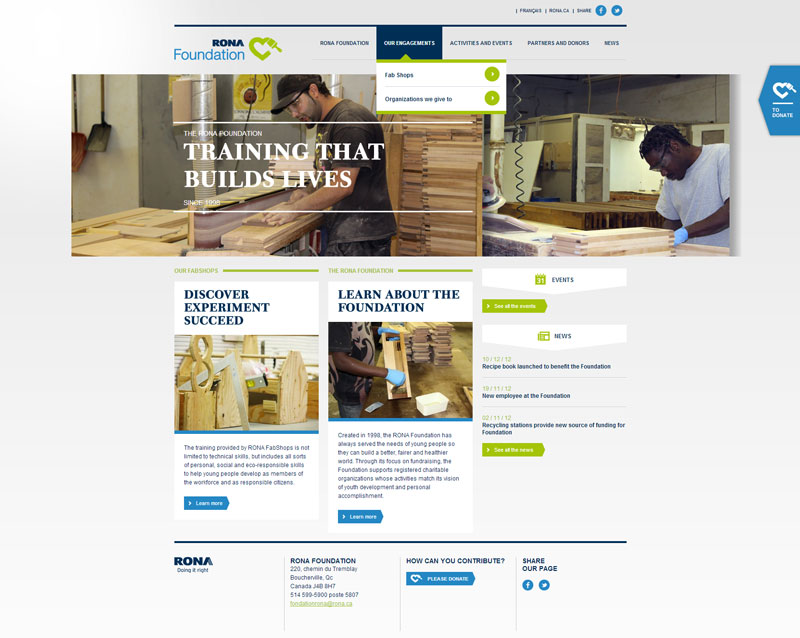 FRANÇAIS | RONA.CA | SHARE
RONA
Foundation
RONA FOUNDATION
OUR ENGAGEMENTS
ACTIVITIES AND EVENTS
PARTNERS AND DONORS
NEWS
Fab Shops
Organizations we give to
TO
DONATE
THE RONA FOUNDATION
TRAINING THAT
BUILDS LIVES
SINCE 1998
OUR FABSHOPS
DISCOVER
EXPERIMENT
SUCCEED
The training provided by RONA FabShops is not
limited to technical skills, but includes all sorts
of personal, social and eco-responsible skills
to help young people develop as members of
the workforce and as responsible citizens.
Learn more
THE RONA FOUNDATION
LEARN ABOUT THE
FOUNDATION
Created in 1998, the RONA Foundation has
always served the needs of young people so
they can build a better, fairer and healthier
world. Through its focus on fundraising, the
Foundation supports registered charitable
organizations whose activities match its vision
of youth development and personal
accomplishment.
Learn more
31
EVENTS
See all the events
NEWS
10 / 12 / 12
Recipe book launched to benefit the Foundation
19 / 11 / 12
New employee at the Foundation
02 / 11 / 12
Recycling stations provide new source of funding for
Foundation
See all the news
RONA
Doing it right
RONA FOUNDATION
220, chemin du Tremblay
Boucherville, Qc
Canada J4B 8H7
514 599-5900 poste 5807
fondationrona@rona.ca
HOW CAN YOU CONTRIBUTE?
PLEASE DONATE
SHARE
OUR PAGE